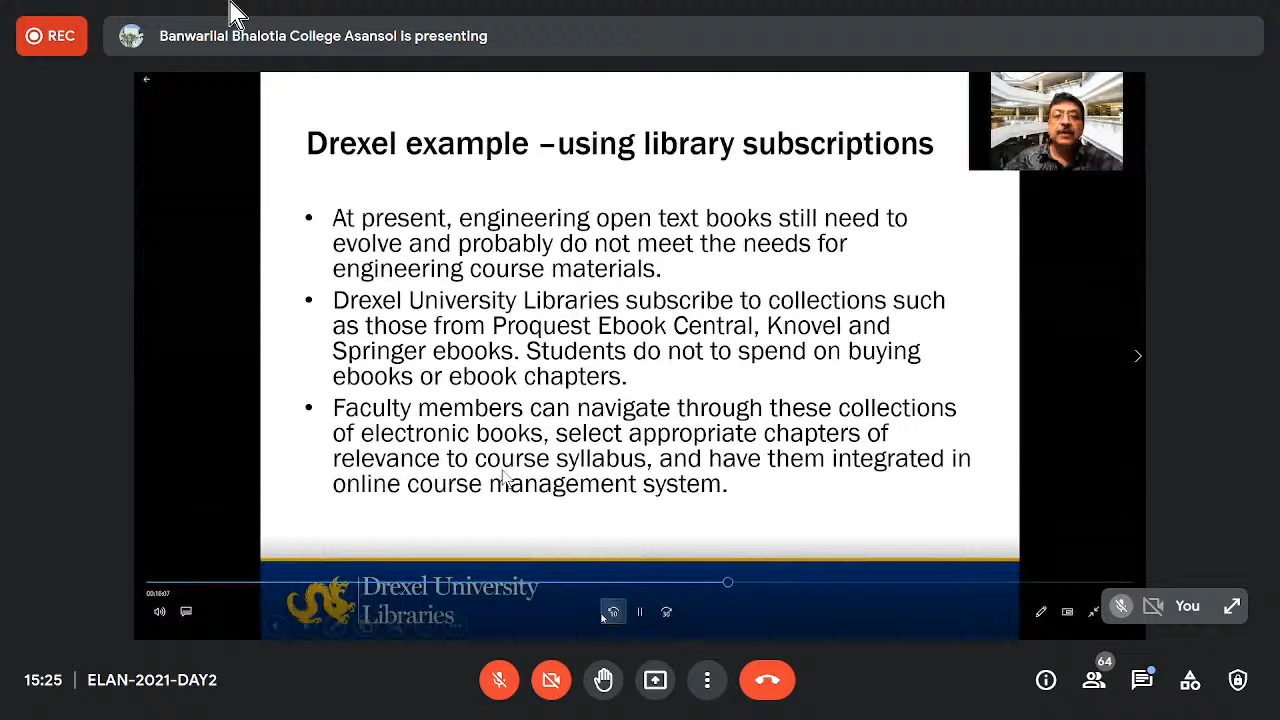 REC
Banwarilal Bhalotia College Asansol is presenting
Drexel example –using library subscriptions
• At present, engineering open text books still need to
evolve and probably do not meet the needs for
engineering course materials.
• Drexel University Libraries subscribe to collections such
as those from Proquest Ebook Central, Knovel and
Springer ebooks. Students do not to spend on buying
ebooks or ebook chapters.
• Faculty members can navigate through these collections
of electronic books, select appropriate chapters of
relevance to course syllabus, and have them integrated in
online course management system.
00:16:07
Drexel University
Libraries
10
30
You
64
15:25 | ELAN-2021-DAY2